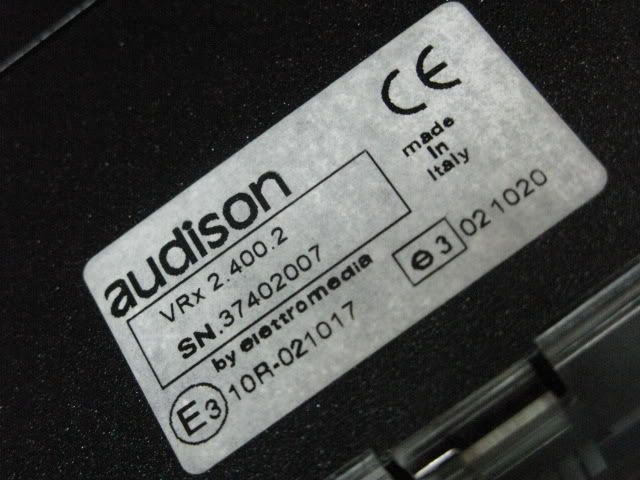 audison
VRx 2.400.2
SN.37402007
by elettromedia
E3 10R-021017
CE
made
In
Italy
e3 021020